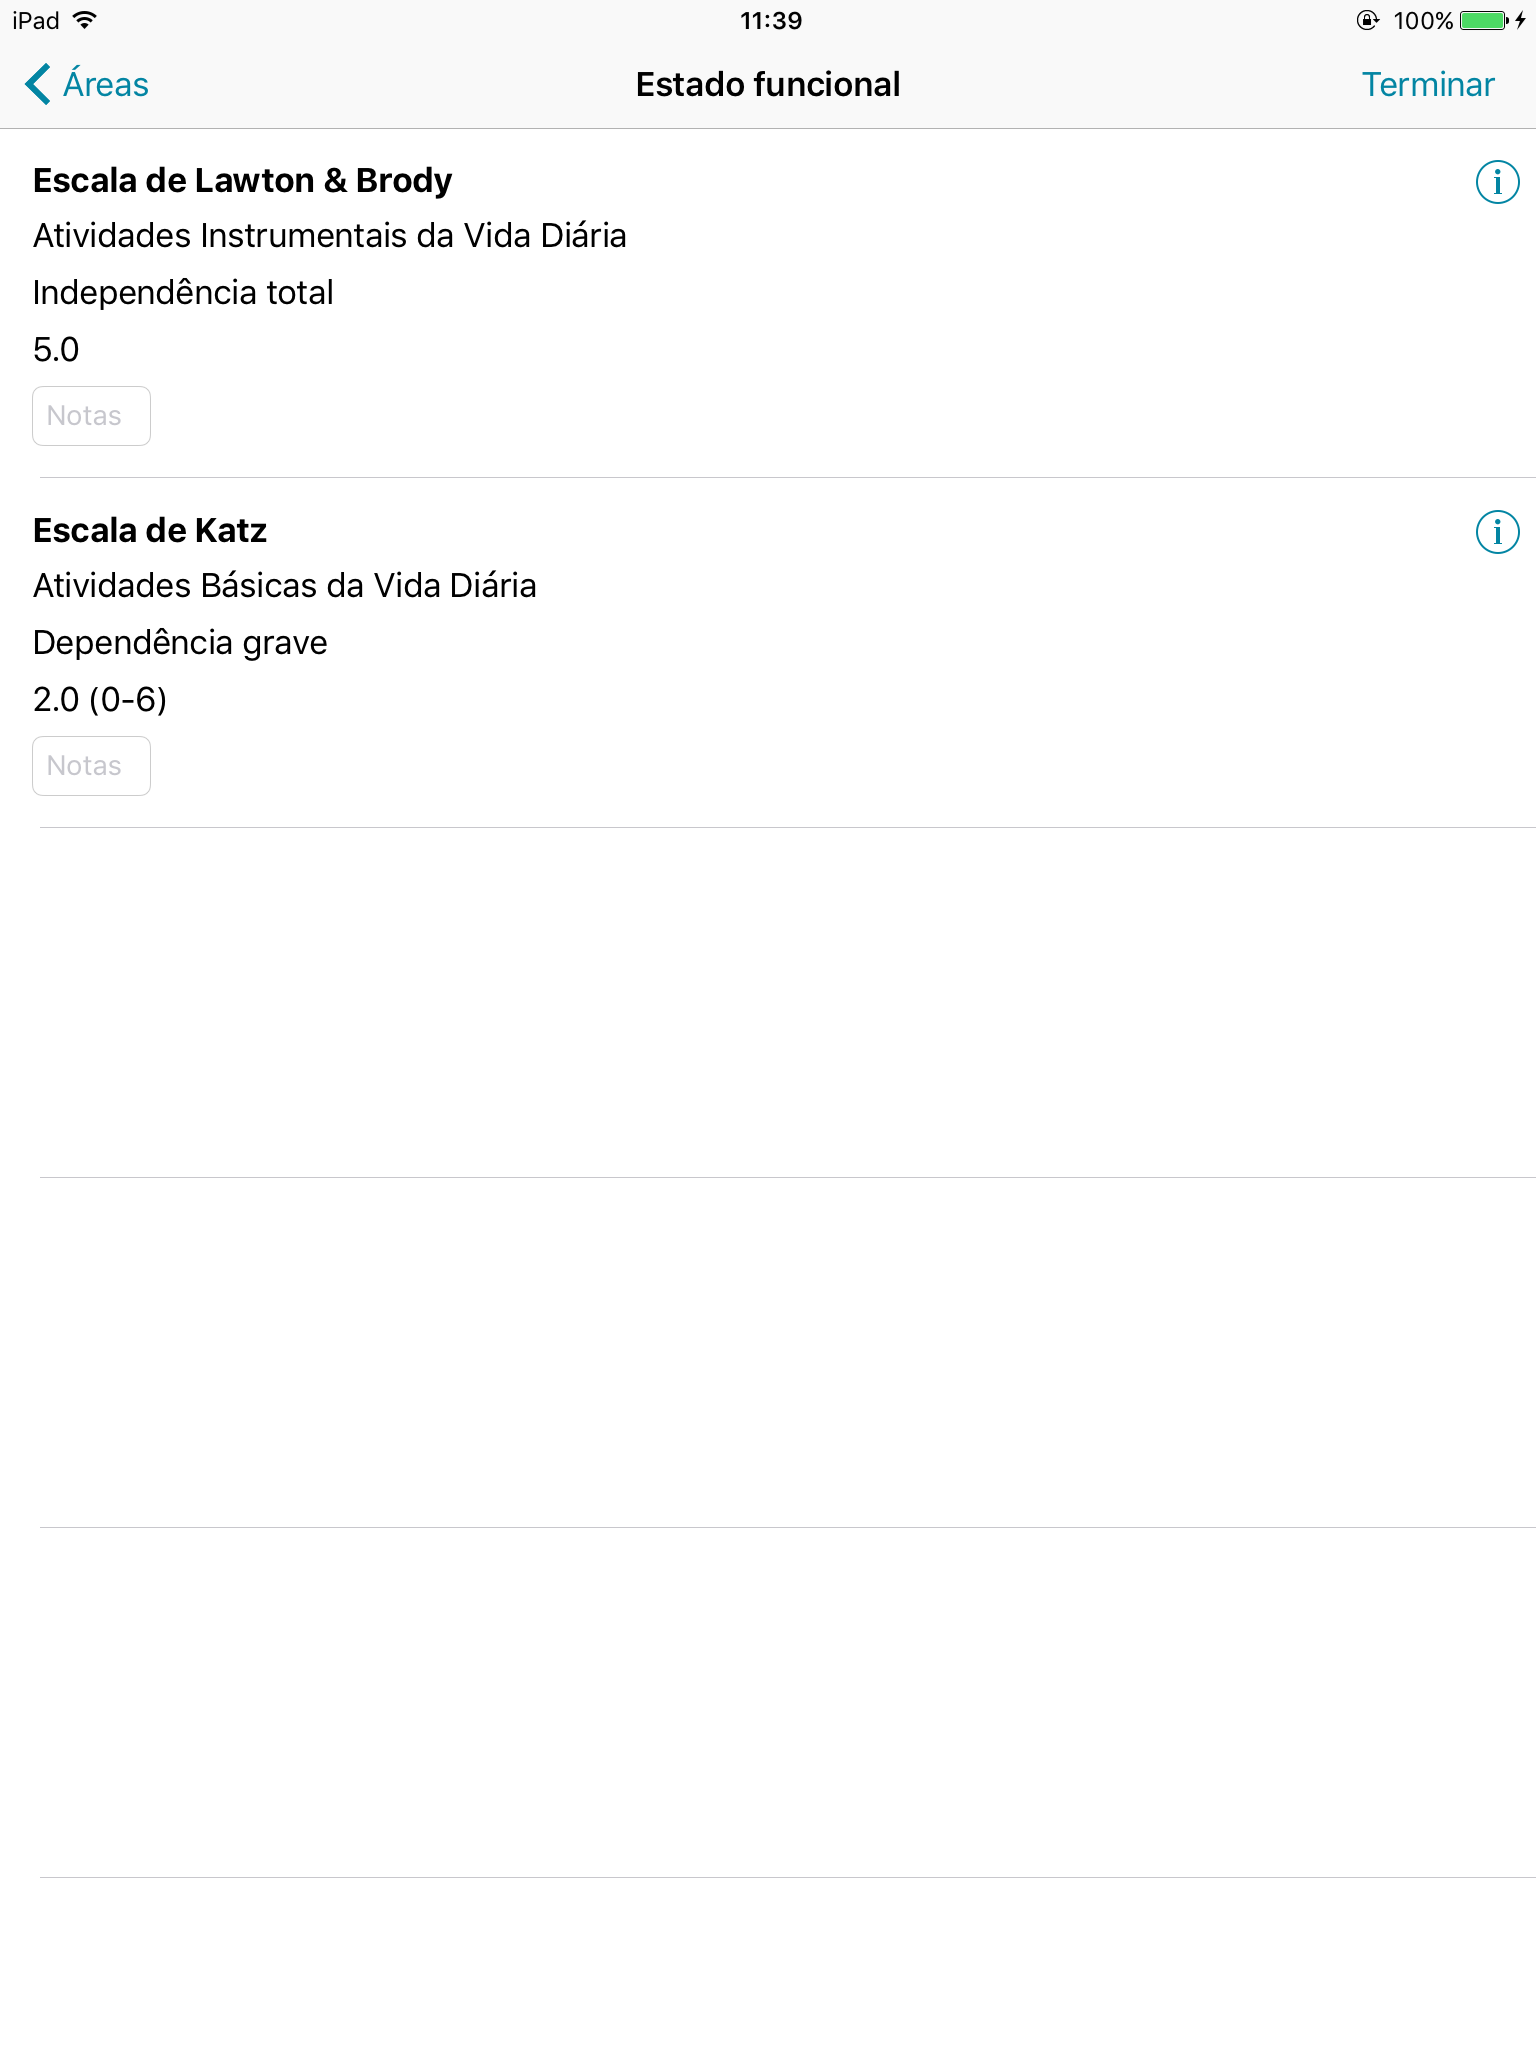 iPad
11:39
100%
Áreas
Estado funcional
Terminar
Escala de Lawton & Brody
Atividades Instrumentais da Vida Diária
Independência total
5.0
Notas
Escala de Katz
Atividades Básicas da Vida Diária
Dependência grave
2.0 (0-6)
Notas